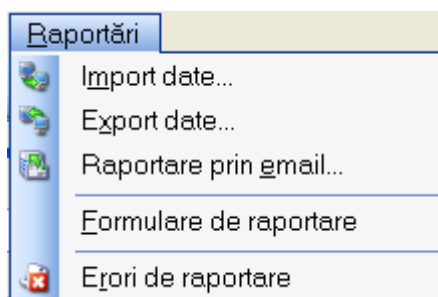 Raportări
Import date...
Export date...
Raportare prin email...
Formulare de raportare
Erori de raportare